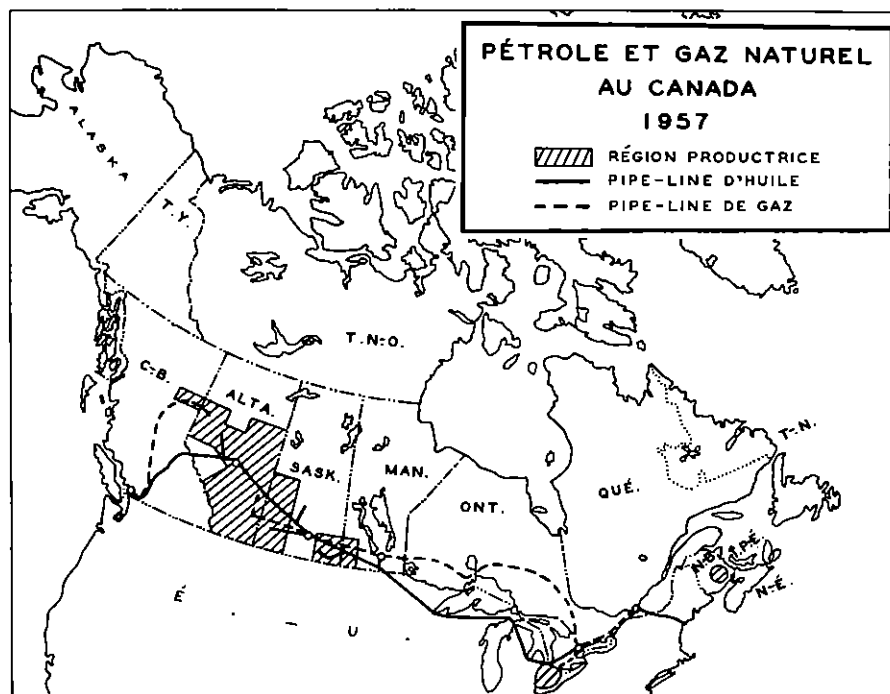 PÉTROLE ET GAZ NATUREL
AU CANADA
1957
RÉGION PRODUCTRICE
PIPE-LINE D'HUILE
PIPE-LINE DE GAZ
ALASKA
T.Y.
T.N.-O.
C-B.
ALTA.
SASK.
MAN.
ONT.
QUÉ.
T-N.
N-B.
I-P-É
N-É.
É - U.